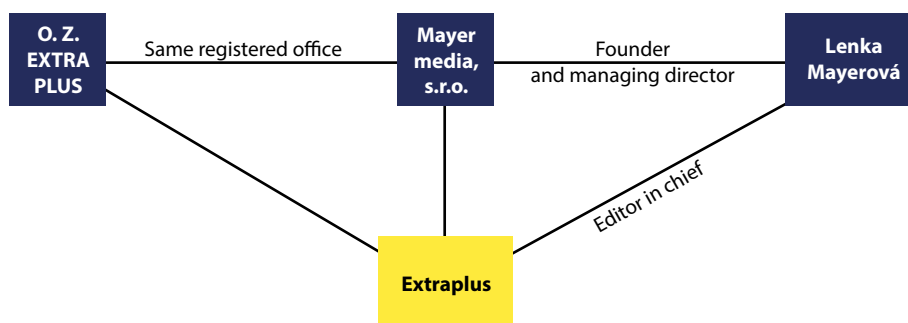 O. Z.
EXTRA
PLUS
Same registered office
Mayer
media,
s.r.o.
Founder
and managing director
Lenka
Mayerová
Editor in chief
Extraplus